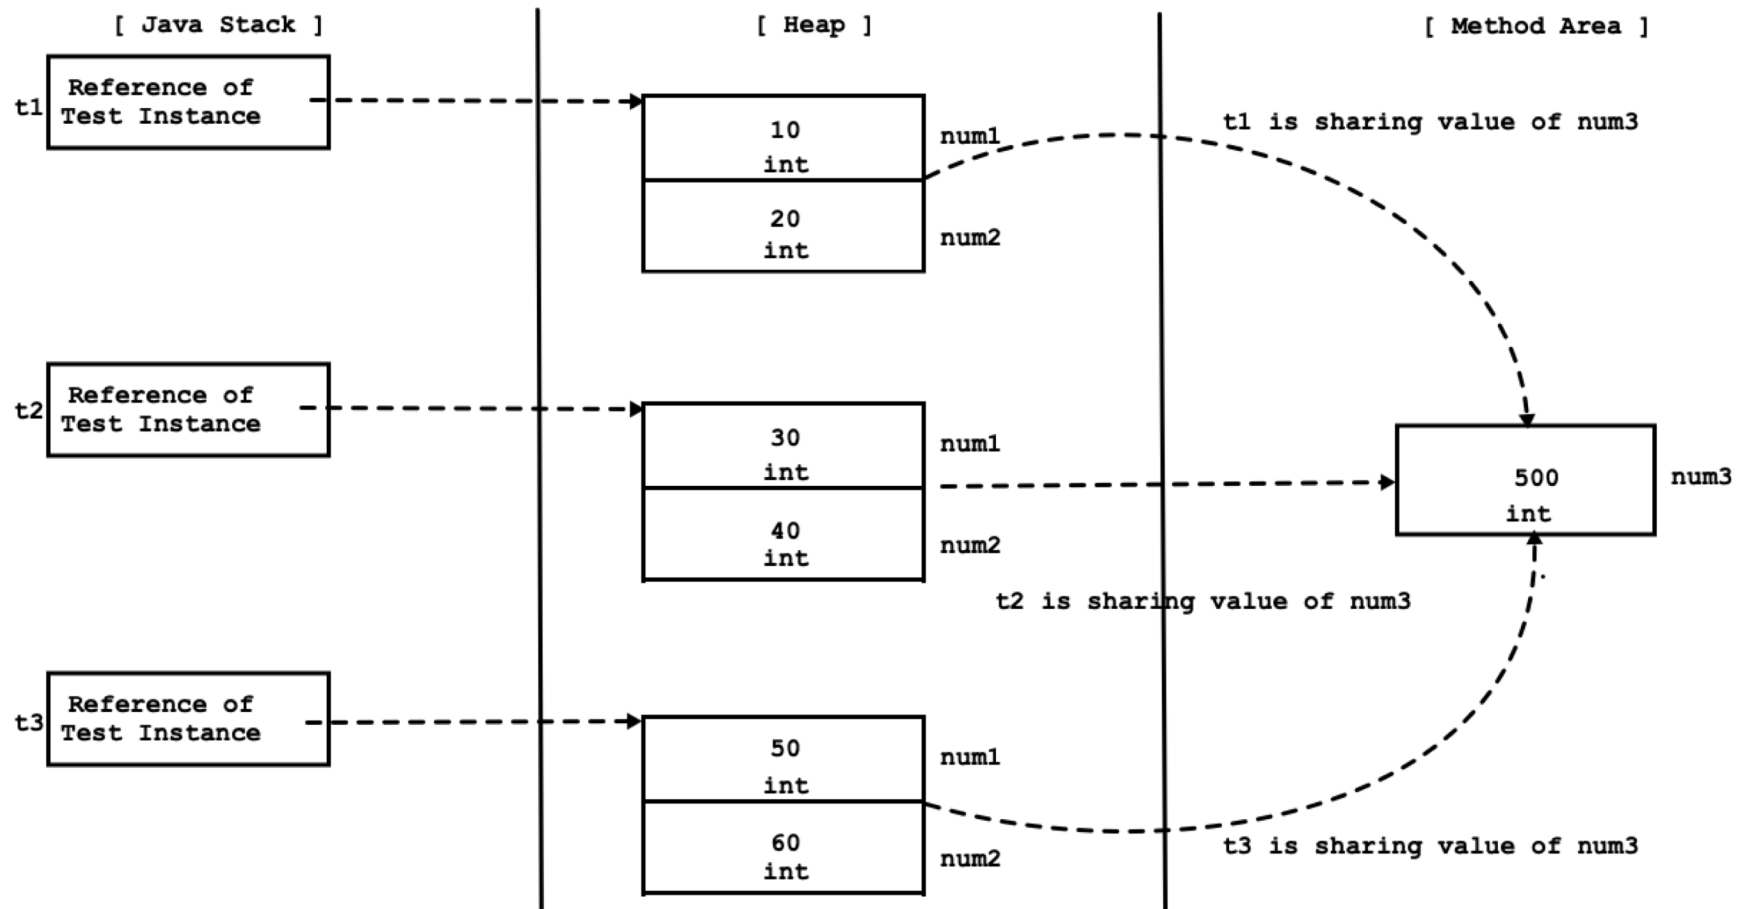 [ Java Stack ]
[ Heap ]
[ Method Area ]
t1
Reference of
Test Instance
10
int
num1
20
int
num2
t1 is sharing value of num3
t2
Reference of
Test Instance
30
int
num1
40
int
num2
500
int
num3
t2 is sharing value of num3
t3
Reference of
Test Instance
50
int
num1
60
int
num2
t3 is sharing value of num3